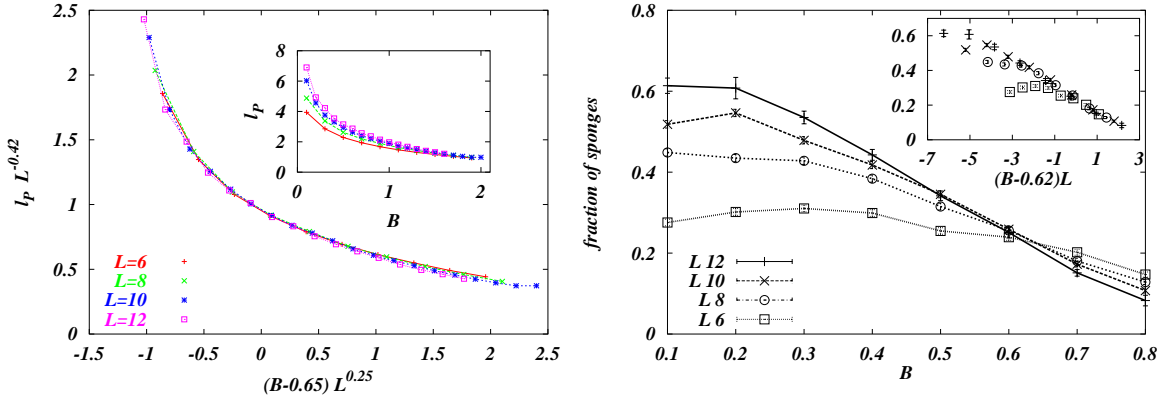 2.5
2
1.5
1
0.5
0
-1.5 -1 -0.5 0 0.5 1 1.5 2 2.5
l_P L^-0.42
(B-0.65) L^0.25
L=6
L=8
L=10
L=12
8
6
4
2
0
0 1 2
l_P
B
0.8
0.6
0.4
0.2
0
0.1 0.2 0.3 0.4 0.5 0.6 0.7 0.8
fraction of sponges
B
L 12
L 10
L 8
L 6
0.6
0.4
0.2
0
-7 -5 -3 -1 1 3
(B-0.62)L